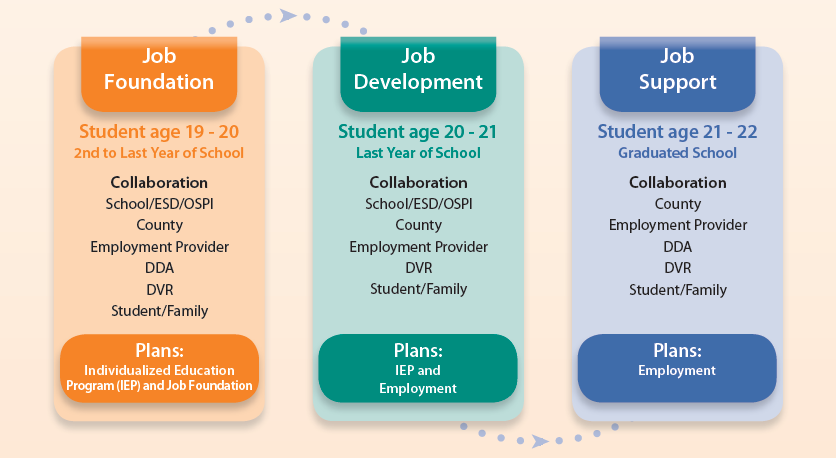 Job
Foundation
Student age 19 - 20
2nd to Last Year of School
Collaboration
School/ESD/OSPI
County
Employment Provider
DDA
DVR
Student/Family
Plans:
Individualized Education
Program (IEP) and Job Foundation
Job
Development
Student age 20 - 21
Last Year of School
Collaboration
School/ESD/OSPI
County
Employment Provider
DVR
Student/Family
Plans:
IEP and
Employment
Job
Support
Student age 21 - 22
Graduated School
Collaboration
County
Employment Provider
DDA
DVR
Student/Family
Plans:
Employment